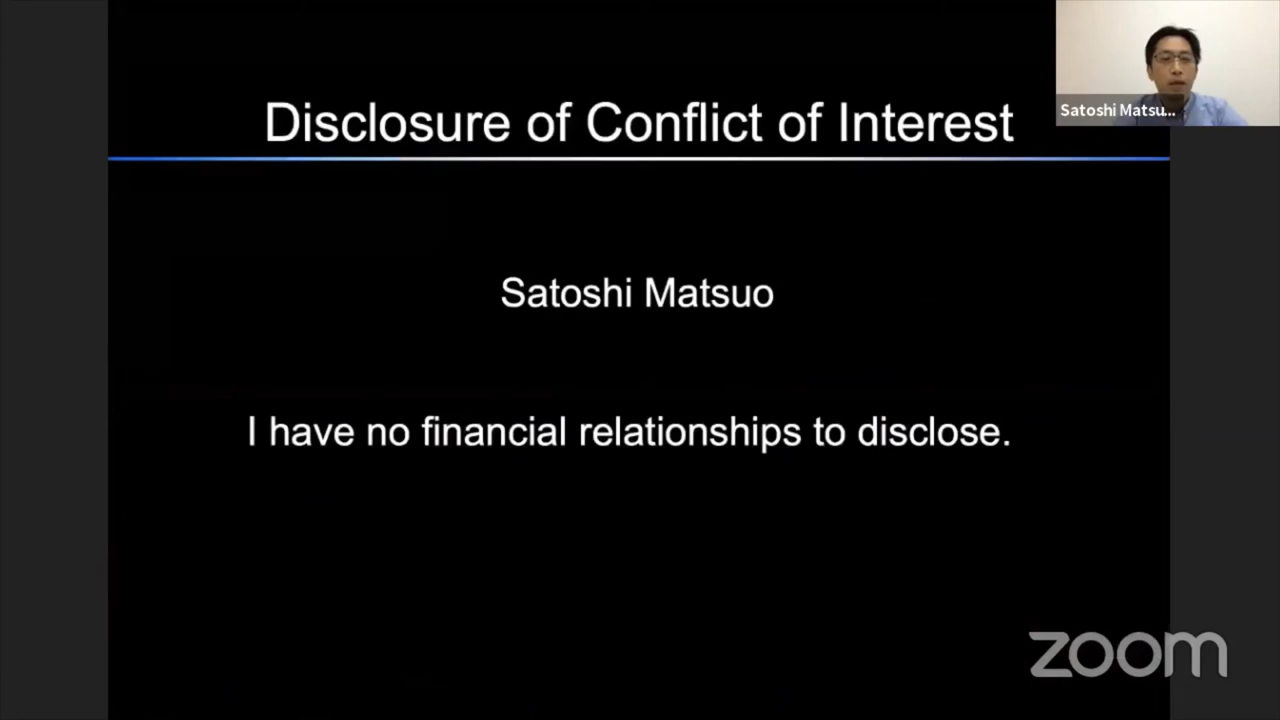 Disclosure of Conflict of Interest
Satoshi Matsu...
Satoshi Matsuo
I have no financial relationships to disclose.
zoom